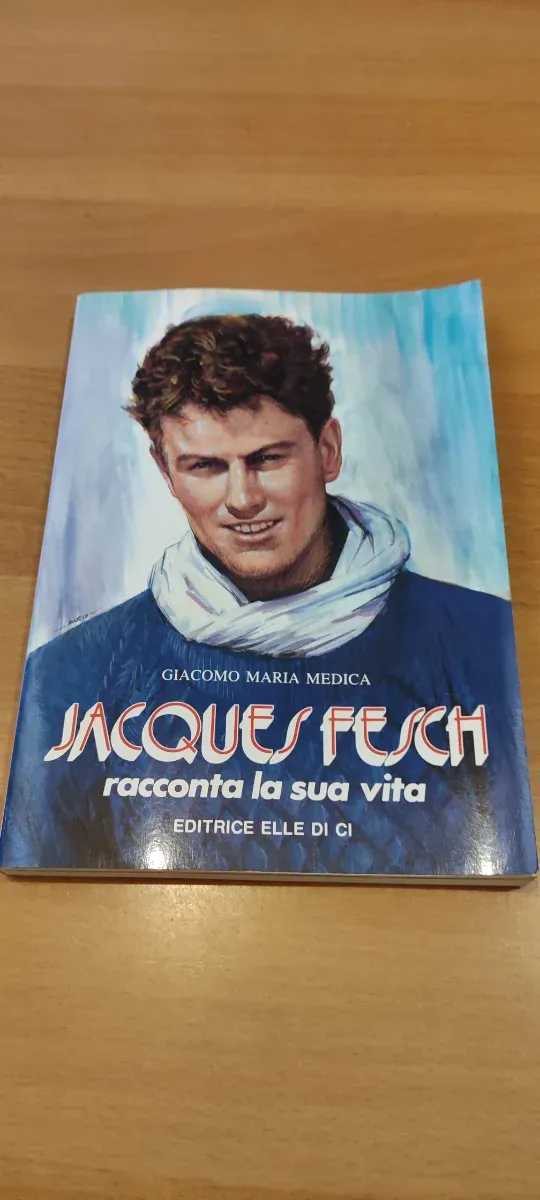 GIACOMO MARIA MEDICA
JACQUES FESCH
racconta la sua vita
EDITRICE ELLE DI CI